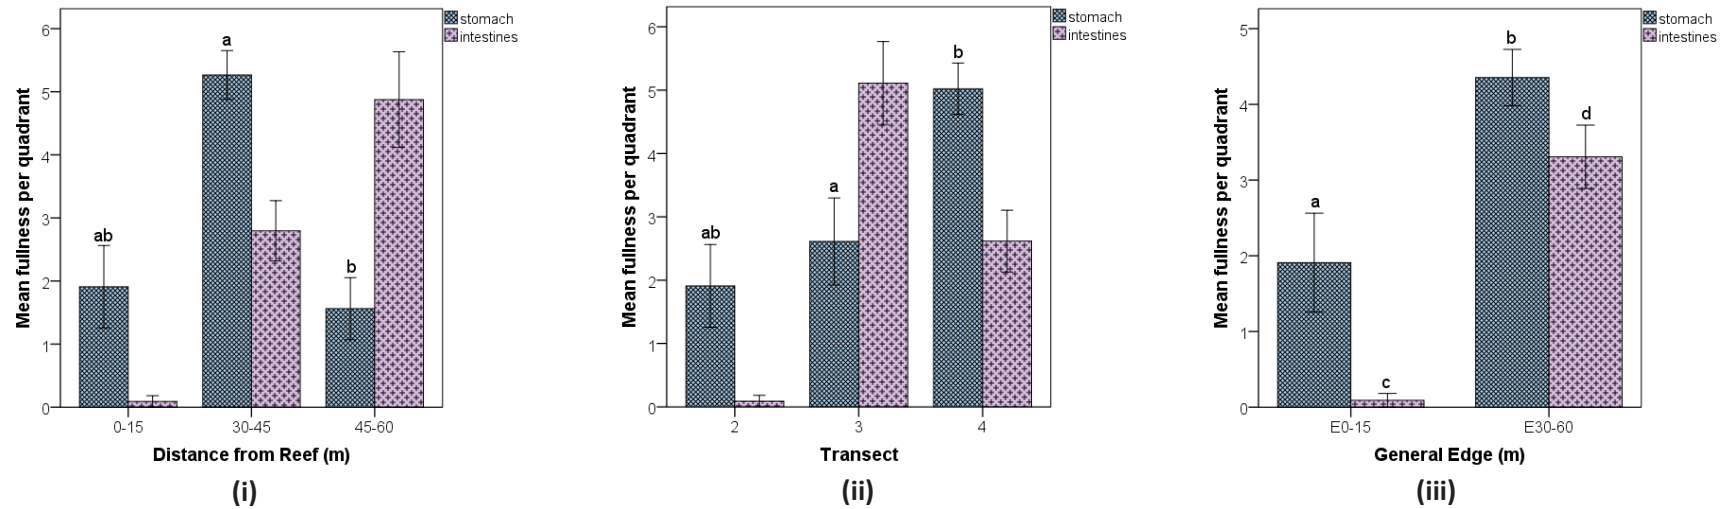 stomach
intestines
Mean fullness per quadrant
6
5
4
3
2
1
0
ab
a
b
0-15
30-45
45-60
Distance from Reef (m)
(i)
stomach
intestines
Mean fullness per quadrant
6
5
4
3
2
1
0
ab
a
b
2
3
4
Transect
(ii)
stomach
intestines
Mean fullness per quadrant
5
4
3
2
1
0
a
c
b
d
E0-15
E30-60
General Edge (m)
(iii)